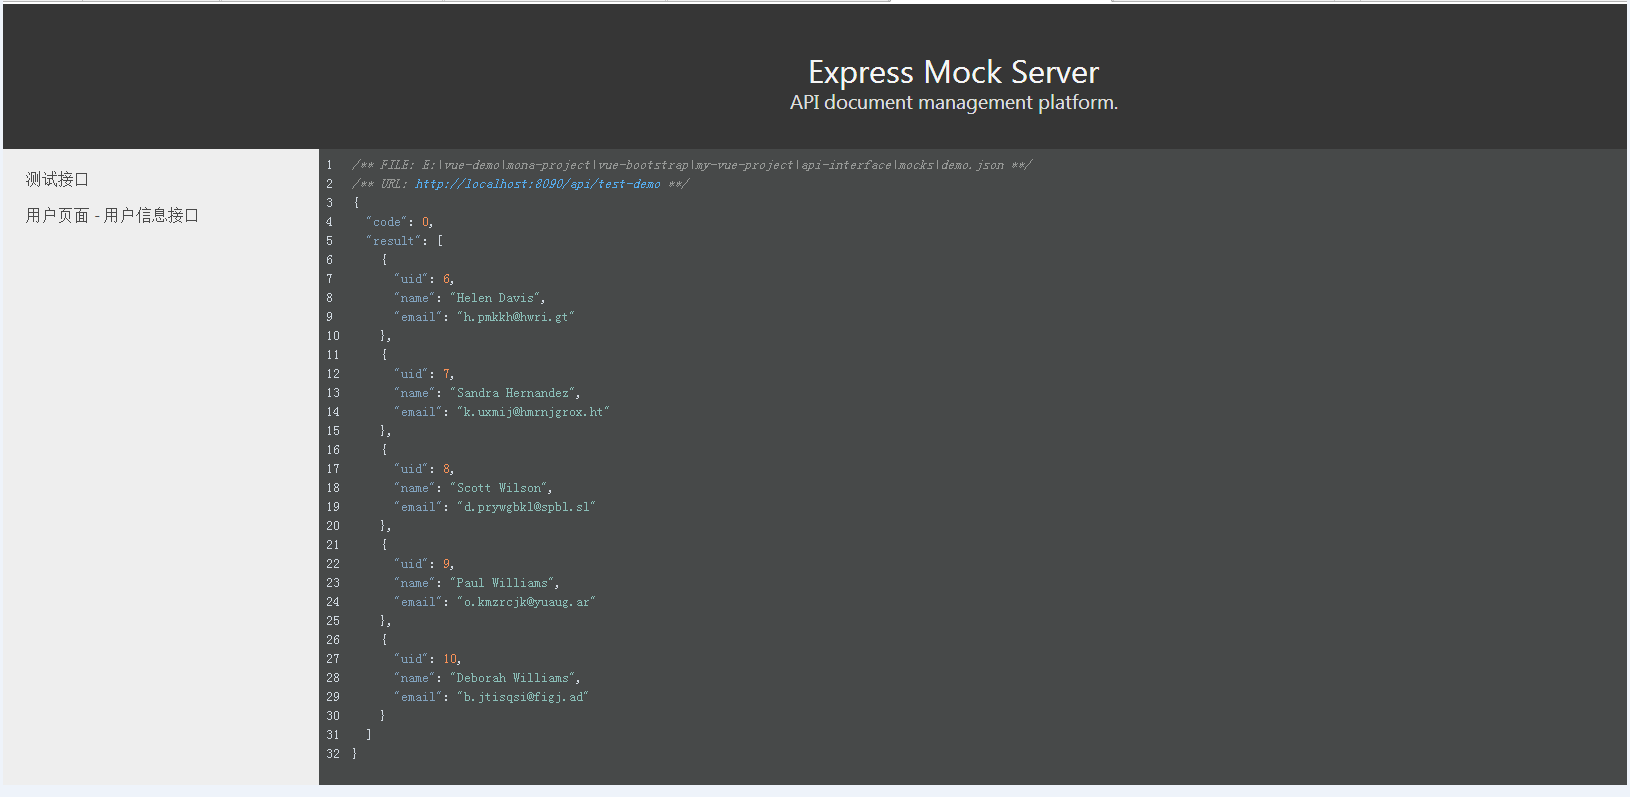 Express Mock Server
API document management platform.
测试接口
用户页面 - 用户信息接口
1 /** FILE: E:\vue-demo\mona-project\vue-bootstrap\my-vue-project\api-interface\mocks\demo.json **/
2 /** URL: http://localhost:8090/api/test-demo **/
3 {
4 "code": 0,
5 "result": [
6 {
7 "uid": 6,
8 "name": "Helen Davis",
9 "email": "h.pmkkh@hwri.gt"
10 },
11 {
12 "uid": 7,
13 "name": "Sandra Hernandez",
14 "email": "k.uxmij@hmrnjgrox.ht"
15 },
16 {
17 "uid": 8,
18 "name": "Scott Wilson",
19 "email": "d.prywgbkl@spbl.sl"
20 },
21 {
22 "uid": 9,
23 "name": "Paul Williams",
24 "email": "o.kmzrcjk@yuaug.ar"
25 },
26 {
27 "uid": 10,
28 "name": "Deborah Williams",
29 "email": "b.jtisqsi@figj.ad"
30 }
31 ]
32 }